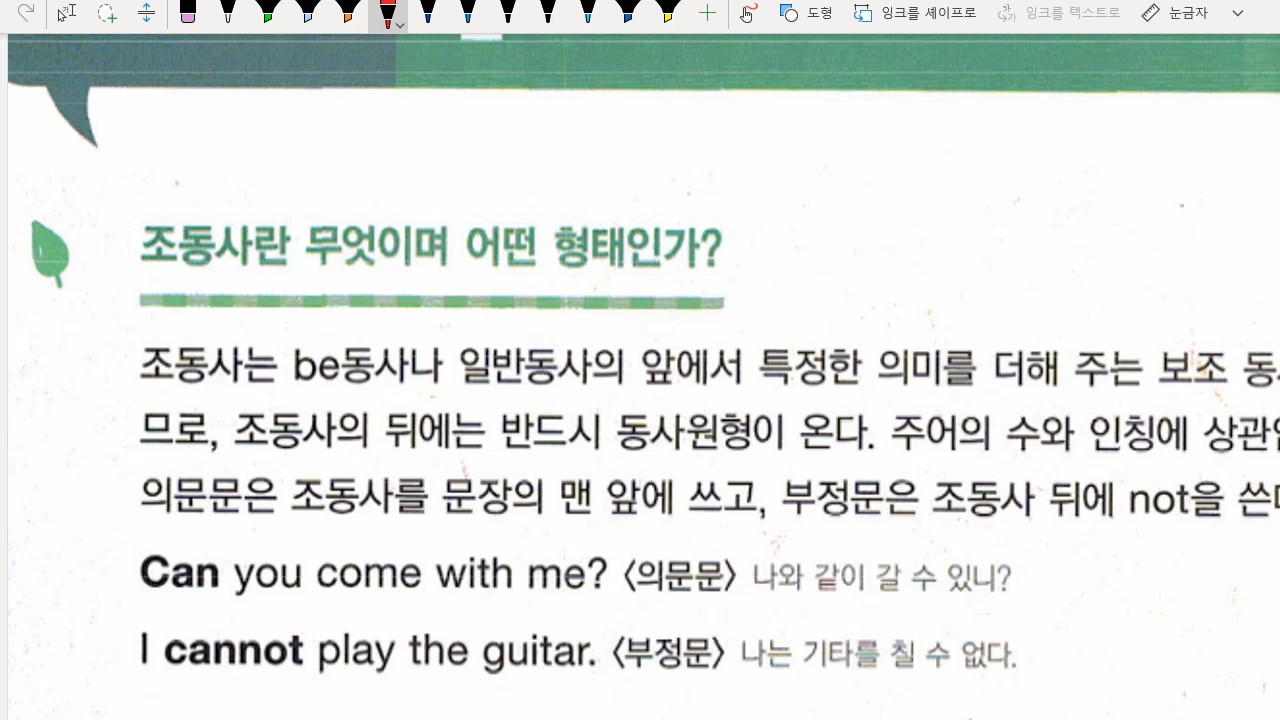 도형 잉크를 셰이프로 잉크를 텍스트로 눈금자
조동사란 무엇이며 어떤 형태인가?
조동사는 be동사나 일반동사의 앞에서 특정한 의미를 더해 주는 보조
므로, 조동사의 뒤에는 반드시 동사원형이 온다. 주어의 수와 인칭에
의문문은 조동사를 문장의 맨 앞에 쓰고, 부정문은 조동사 뒤에 not을
Can you come with me? 〈의문문〉 나와 같이 갈 수 있니?
I cannot play the guitar. 〈부정문〉 나는 기타를 칠 수 없다.